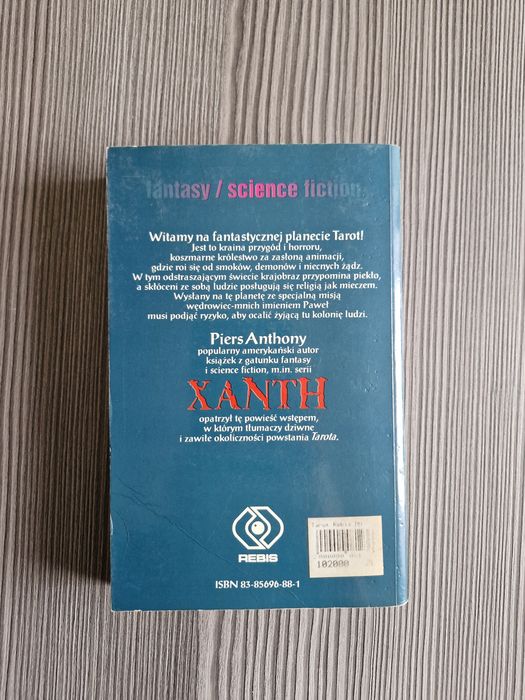 fantasy / science fiction
Witamy na fantastycznej planecie Tarot!
Jest to kraina przygód i horroru,
koszmarne królestwo za zasłoną animacji,
gdzie roi się od smoków, demonów i niecnych żądz.
W tym odstraszającym świecie krajobraz przypomina piekło,
a skłóceni ze sobą ludzie posługują się religią jak mieczem.
Wysłany na tę planetę ze specjalną misją
wędrowiec-mnich imieniem Paweł
musi podjąć ryzyko, aby ocalić żyjącą tu kolonię ludzi.
Piers Anthony
popularny amerykański autor
książek z gatunku fantasy
i science fiction, m.in. serii
XANTH
opatrzył tę powieść wstępem,
w którym tłumaczy dziwne
i zawiłe okoliczności powstania Tarota.
REBIS
102000
ISBN 83-85696-88-1